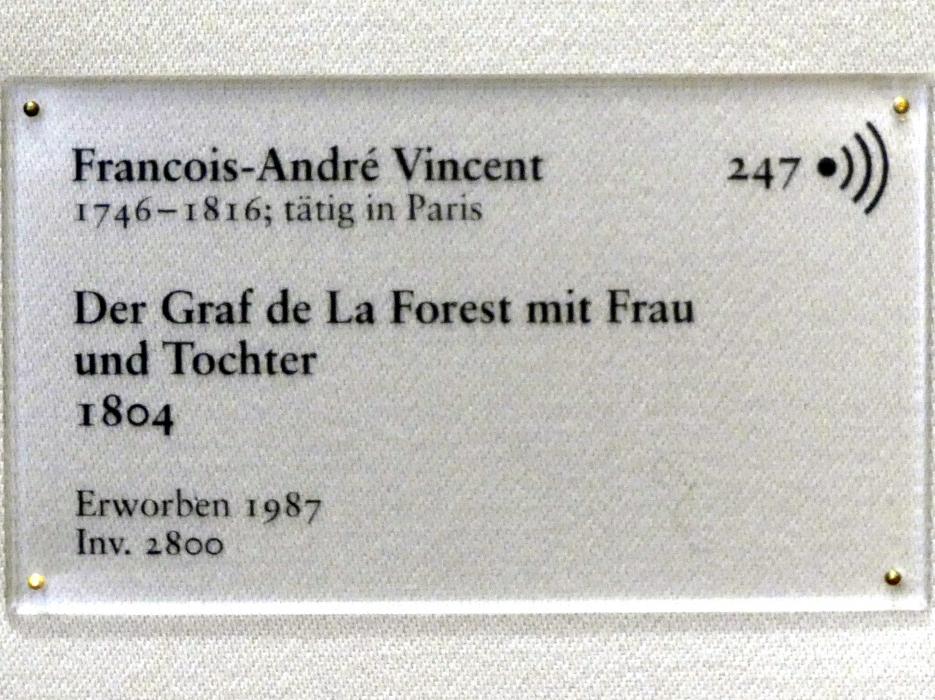 Francois-André Vincent 247
1746–1816; tätig in Paris
Der Graf de La Forest mit Frau
und Tochter
1804
Erworben 1987
Inv. 2800